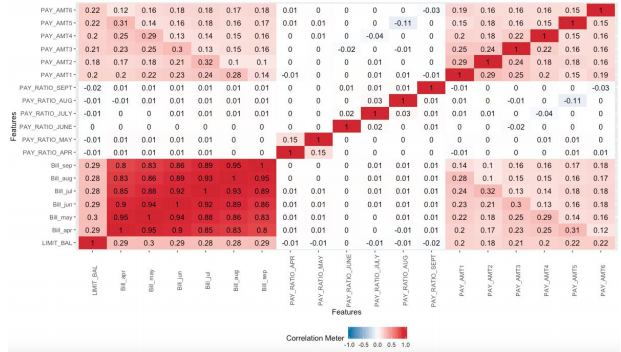 PAY_AMT6 0.22 0.12 0.16 0.18 0.18 0.17 0.18 0.01 0 0 0 0 -0.03 0.19 0.16 0.16 0.16 0.15 1
PAY_AMT5 0.22 0.31 0.14 0.16 0.18 0.16 0.17 0 0 0 0 -0.11 0 0.15 0.18 0.15 0.16 1 0.15
PAY_AMT4 0.2 0.25 0.29 0.14 0.14 0.15 0.16 0 0 0 -0.04 0 0 0.2 0.18 0.22 1 0.16 0.16
PAY_AMT3 0.21 0.23 0.25 0.3 0.13 0.15 0.16 0 0 -0.02 0 -0.01 0 0.25 0.24 1 0.22 0.15 0.16
PAY_AMT2 0.18 0.17 0.18 0.21 0.32 0.1 0.1 0 0 0 0 0 0 0.29 1 0.24 0.18 0.18 0.16
PAY_AMT1 0.2 0.2 0.22 0.23 0.24 0.28 0.14 -0.01 0 0 0 0 -0.01 1 0.29 0.25 0.2 0.15 0.19
PAY_RATIO_SEPT -0.02 0.01 0.01 0.01 0.01 0.01 0.01 0 0 0.01 0.01 0.01 1 -0.01 0 0 0 0 -0.03
PAY_RATIO_AUG -0.01 -0.01 0.01 0.01 0.01 0.01 0.01 0 0 0 0.03 1 0.01 0 0 -0.01 0 -0.11 0
PAY_RATIO_JULY -0.01 0 0 0.01 0.01 0.01 0.01 0 0 0.02 1 0.03 0.01 0 0 0 -0.04 0 0
PAY_RATIO_JUNE 0 0 0 0 0 0 0 0 0 1 0.02 0 0.01 0 0 -0.02 0 0 0
PAY_RATIO_MAY -0.01 -0.01 0.01 0.01 0.01 0.01 0.01 0.15 1 0 0 0 0 0 0 0 0 0 0
PAY_RATIO_APR -0.01 0.01 0.01 0.01 0.01 0.01 0.01 1 0.15 0 0 0 0 -0.01 0 0 0 0 0.01
Bill_sep 0.29 0.8 0.83 0.86 0.89 0.95 1 0.01 0.01 0 0.01 0.01 0.01 0.14 0.1 0.16 0.16 0.17 0.18
Bill_aug 0.28 0.83 0.86 0.89 0.93 1 0.95 0.01 0.01 0 0.01 0.01 0.01 0.28 0.1 0.15 0.15 0.16 0.17
Bill_jul 0.28 0.85 0.88 0.92 1 0.93 0.89 0.01 0.01 0 0.01 0.01 0.01 0.24 0.32 0.13 0.14 0.18 0.18
Bill_jun 0.29 0.9 0.94 1 0.92 0.89 0.86 0.01 0.01 0 0.01 0.01 0.01 0.23 0.21 0.3 0.13 0.16 0.18
Bill_may 0.3 0.95 1 0.94 0.88 0.86 0.83 0.01 0.01 0 0 0.01 0.01 0.22 0.18 0.25 0.29 0.14 0.16
Bill_apr 0.29 1 0.95 0.9 0.85 0.83 0.8 0.01 -0.01 0 0 -0.01 0.01 0.2 0.17 0.23 0.25 0.31 0.12
LIMIT_BAL 1 0.29 0.3 0.29 0.28 0.28 0.29 -0.01 -0.01 0 -0.01 -0.01 -0.02 0.2 0.18 0.21 0.2 0.22 0.22
Features
LIMIT_BAL Bill_apr Bill_may Bill_jun Bill_jul Bill_aug Bill_sep PAY_RATIO_APR PAY_RATIO_MAY PAY_RATIO_JUNE PAY_RATIO_JULY PAY_RATIO_AUG PAY_RATIO_SEPT PAY_AMT1 PAY_AMT2 PAY_AMT3 PAY_AMT4 PAY_AMT5 PAY_AMT6
Features
Correlation Meter
-1.0 -0.5 0.0 0.5 1.0